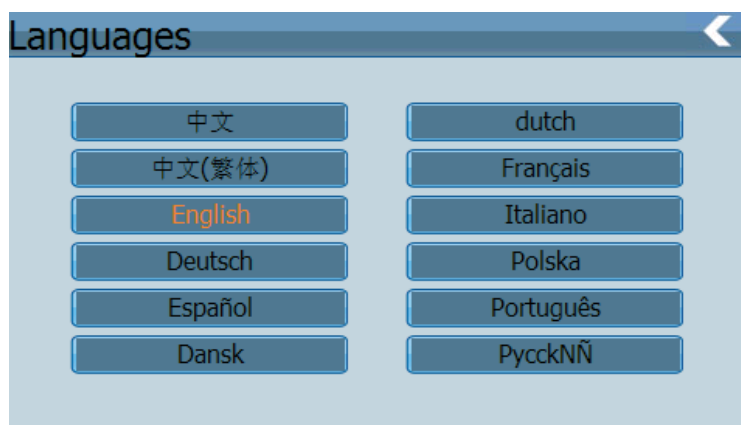 Languages
中文
dutch
中文(繁体)
Français
English
Italiano
Deutsch
Polska
Español
Português
Dansk
PycckNÑ